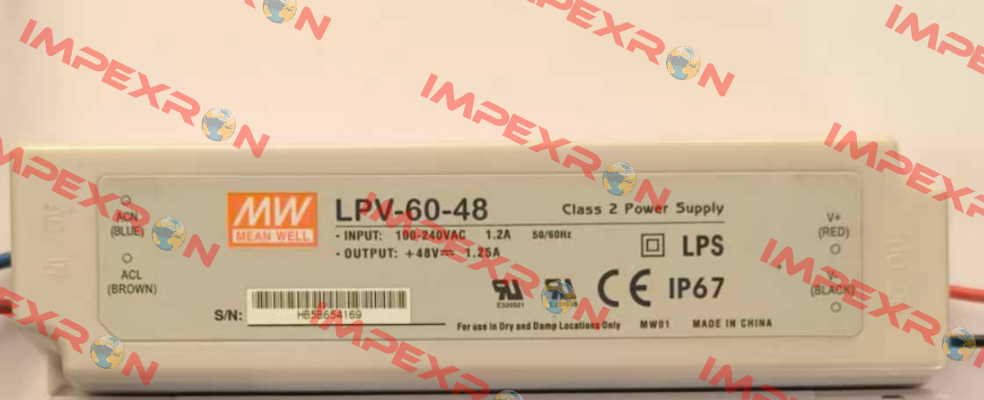 IMPEXRON
MW
MEAN WELL
LPV-60-48
Class 2 Power Supply
- INPUT: 100-240VAC 1.2A 50/60Hz
- OUTPUT: +48V⎓ 1.25A
LPS
ACN
(BLUE)
ACL
(BROWN)
V+
(RED)
V-
(BLACK)
CE IP67
E320521
S/N:
HB5B654169
For use in Dry and Damp Locations Only MW01 MADE IN CHINA
IMPEXRON
IMPEXRON
IMPEXRON
IMPEXRON
IMPEXRON